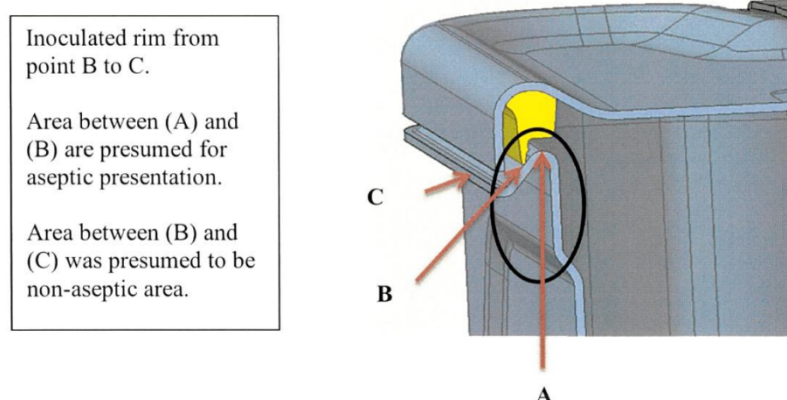 Inoculated rim from
point B to C.
Area between (A) and
(B) are presumed for
aseptic presentation.
Area between (B) and
(C) was presumed to be
non-aseptic area.
C
B
A